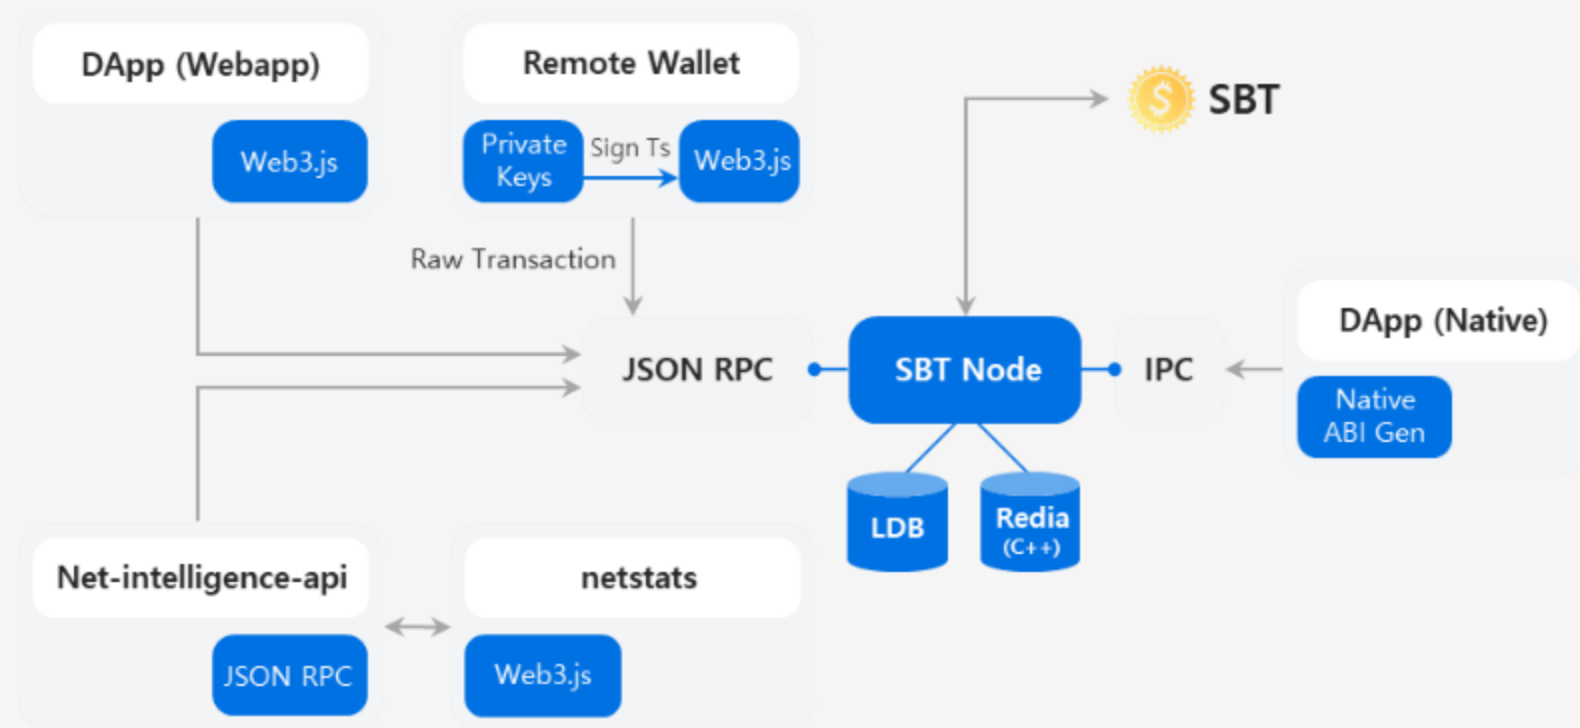 DApp (Webapp)
Web3.js
Remote Wallet
Private
Keys
Sign Ts
Web3.js
Raw Transaction
SBT
JSON RPC
SBT Node
IPC
DApp (Native)
Native
ABI Gen
LDB
Redia
(C++)
Net-intelligence-api
JSON RPC
netstats
Web3.js